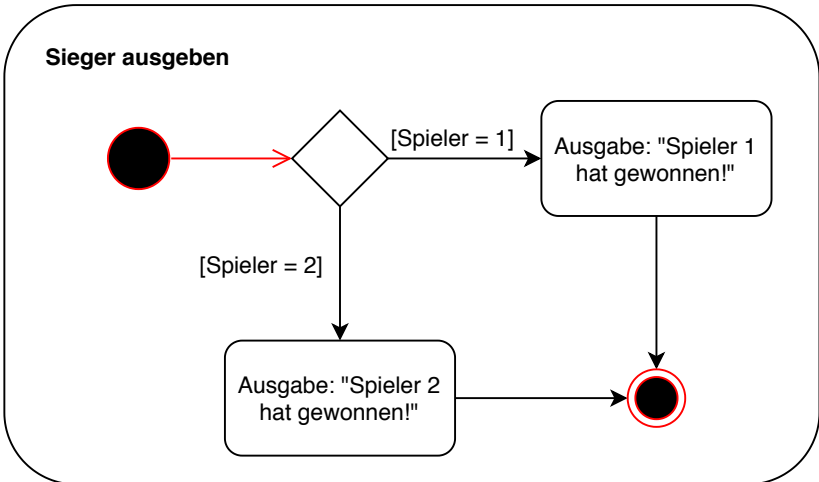 Sieger ausgeben
[Spieler = 1]
Ausgabe: "Spieler 1
hat gewonnen!"
[Spieler = 2]
Ausgabe: "Spieler 2
hat gewonnen!"